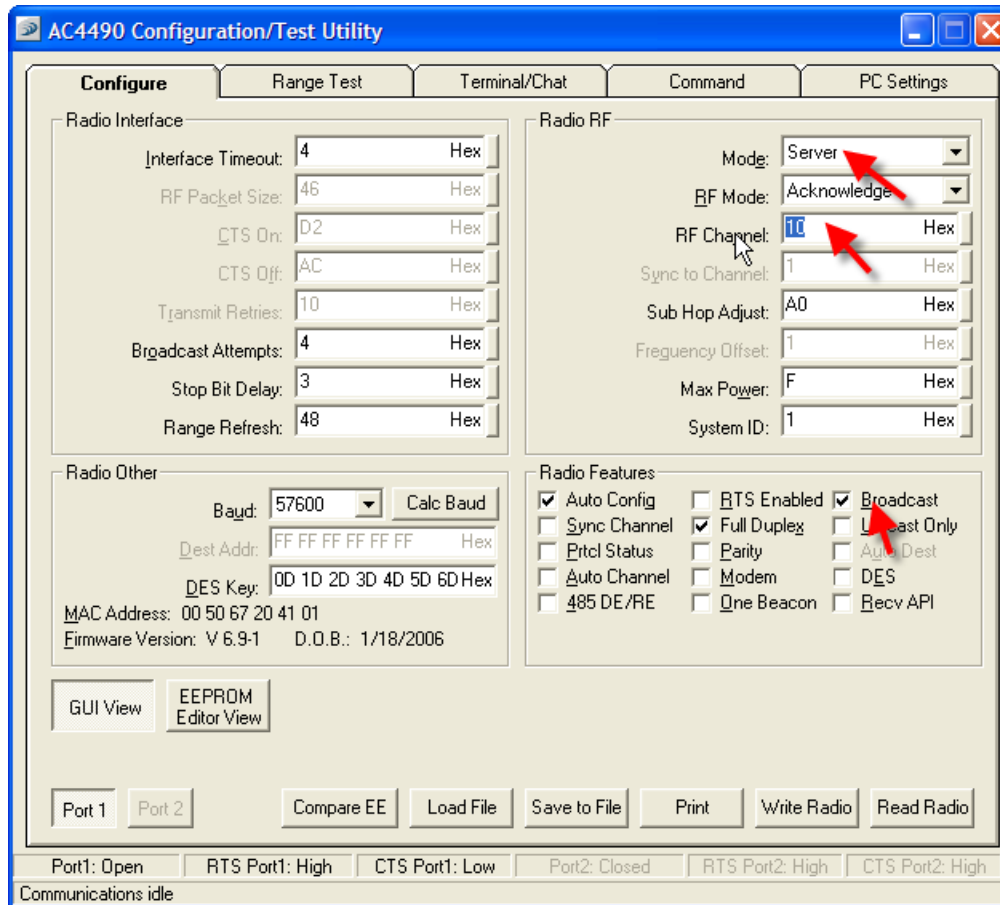 AC4490 Configuration/Test Utility
Configure Range Test Terminal/Chat Command PC Settings
Radio Interface
Interface Timeout: 4 Hex
RF Packet Size: 46 Hex
CTS On: D2 Hex
CTS Off: AC Hex
Transmit Retries: 10 Hex
Broadcast Attempts: 4 Hex
Stop Bit Delay: 3 Hex
Range Refresh: 48 Hex
Radio RF
Mode: Server
RF Mode: Acknowledge
RF Channel: 10 Hex
Sync to Channel: 1 Hex
Sub Hop Adjust: A0 Hex
Freguency Offset: 1 Hex
Max Power: F Hex
System ID: 1 Hex
Radio Other
Baud: 57600 Calc Baud
Dest Addr: FF FF FF FF FF FF Hex
DES Key: 0D 1D 2D 3D 4D 5D 6D Hex
MAC Address: 00 50 67 20 41 01
Firmware Version: V 6.9-1 D.O.B.: 1/18/2006
Radio Features
Auto Config RTS Enabled Broadcast
Sync Channel Full Duplex Unicast Only
Prtcl Status Parity Auto Dest
Auto Channel Modem DES
485 DE/RE One Beacon Recv API
GUI View
EEPROM
Editor View
Port 1 Port 2 Compare EE Load File Save to File Print Write Radio Read Radio
Port1: Open RTS Port1: High CTS Port1: Low Port2: Closed RTS Port2: High CTS Port2: High
Communications idle